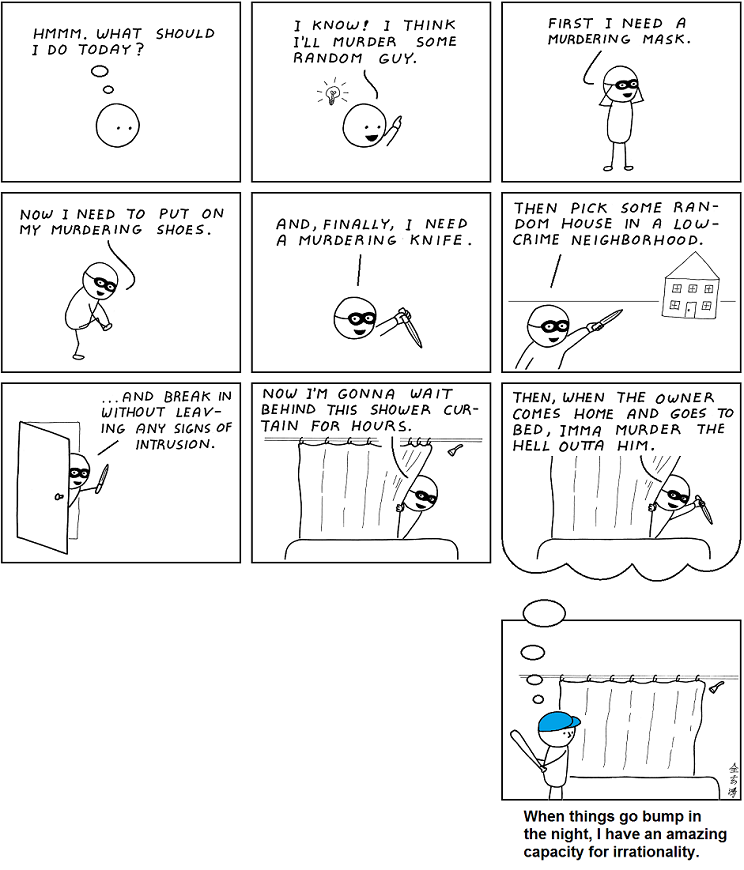 HMMM. WHAT SHOULD
I DO TODAY?
I KNOW! I THINK
I'LL MURDER SOME
RANDOM GUY.
FIRST I NEED A
MURDERING MASK.
NOW I NEED TO PUT ON
MY MURDERING SHOES.
AND, FINALLY, I NEED
A MURDERING KNIFE.
THEN PICK SOME RAN-
DOM HOUSE IN A LOW-
CRIME NEIGHBORHOOD.
...AND BREAK IN
WITHOUT LEAV-
ING ANY SIGNS OF
INTRUSION.
NOW I'M GONNA WAIT
BEHIND THIS SHOWER CUR-
TAIN FOR HOURS.
THEN, WHEN THE OWNER
COMES HOME AND GOES TO
BED, IMMA MURDER THE
HELL OUTTA HIM.
When things go bump in
the night, I have an amazing
capacity for irrationality.